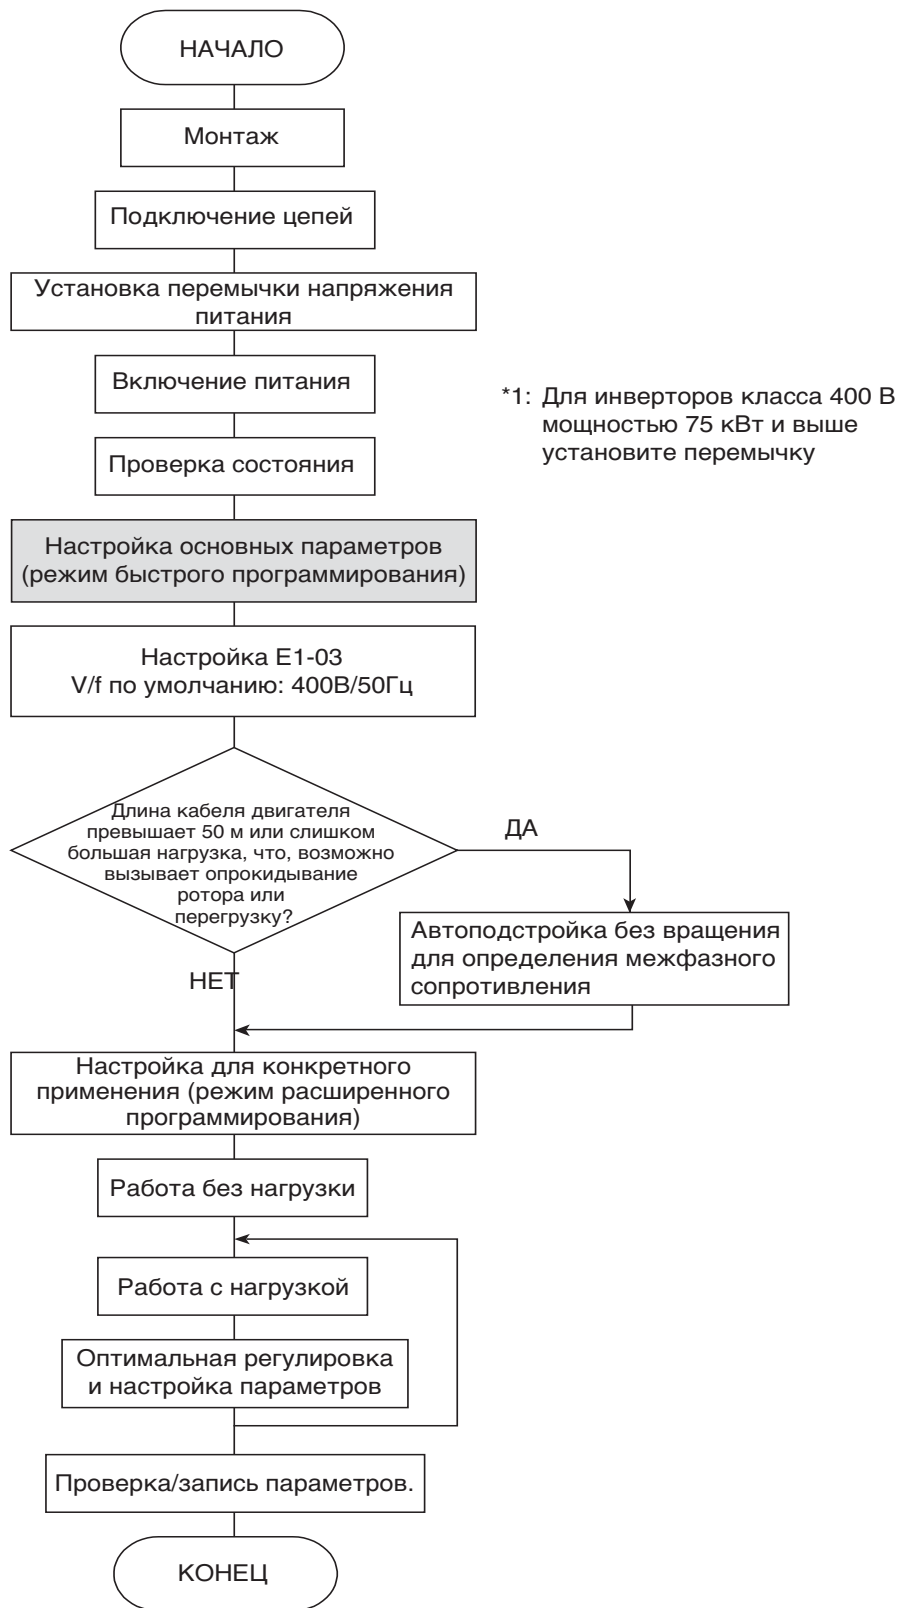 НАЧАЛО
Монтаж
Подключение цепей
Установка перемычки напряжения
питания
Включение питания
*1: Для инверторов класса 400 В
мощностью 75 кВт и выше
установите перемычку
Проверка состояния
Настройка основных параметров
(режим быстрого программирования)
Настройка E1-03
V/f по умолчанию: 400В/50Гц
Длина кабеля двигателя
превышает 50 м или слишком
большая нагрузка, что, возможно
вызывает опрокидывание
ротора или
перегрузку?
ДА
Автоподстройка без вращения
для определения межфазного
сопротивления
НЕТ
Настройка для конкретного
применения (режим расширенного
программирования)
Работа без нагрузки
Работа с нагрузкой
Оптимальная регулировка
и настройка параметров
Проверка/запись параметров.
КОНЕЦ